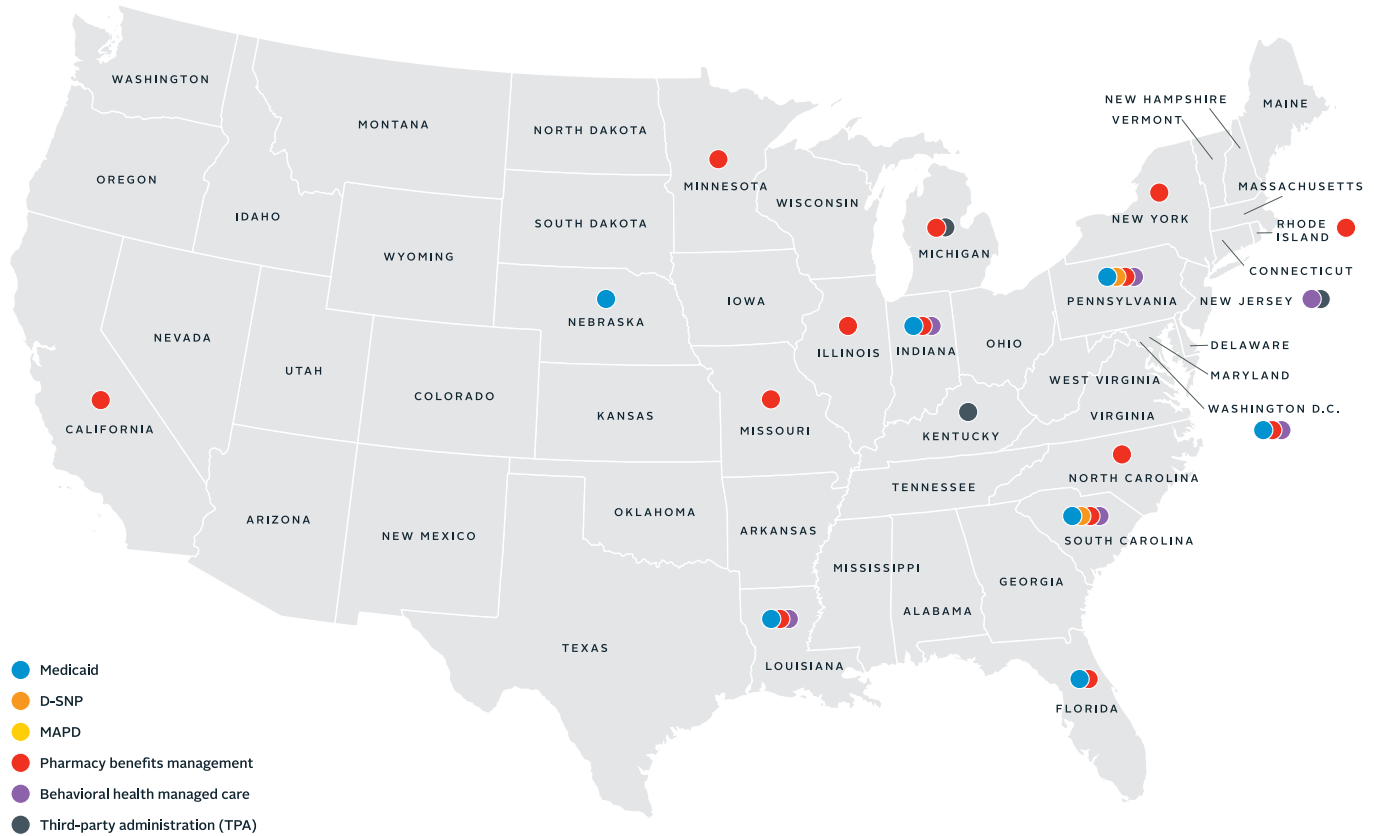 NEW HAMPSHIRE
MAINE
WASHINGTON
VERMONT
MONTANA
NORTH DAKOTA
OREGON
MINNESOTA
MASSACHUSETTS
IDAHO
WISCONSIN
NEW YORK
SOUTH DAKOTA
RHODE
ISLAND
WYOMING
MICHIGAN
CONNECTICUT
IOWA
PENNSYLVANIA
NEW JERSEY
NEBRASKA
NEVADA
ILLINOIS
INDIANA
OHIO
DELAWARE
UTAH
MARYLAND
WEST VIRGINIA
COLORADO
KANSAS
WASHINGTON D.C.
VIRGINIA
CALIFORNIA
MISSOURI
KENTUCKY
NORTH CAROLINA
TENNESSEE
ARIZONA
OKLAHOMA
NEW MEXICO
ARKANSAS
SOUTH CAROLINA
MISSISSIPPI
GEORGIA
ALABAMA
TEXAS
LOUISIANA
FLORIDA
Medicaid
D-SNP
MAPD
Pharmacy benefits management
Behavioral health managed care
Third-party administration (TPA)